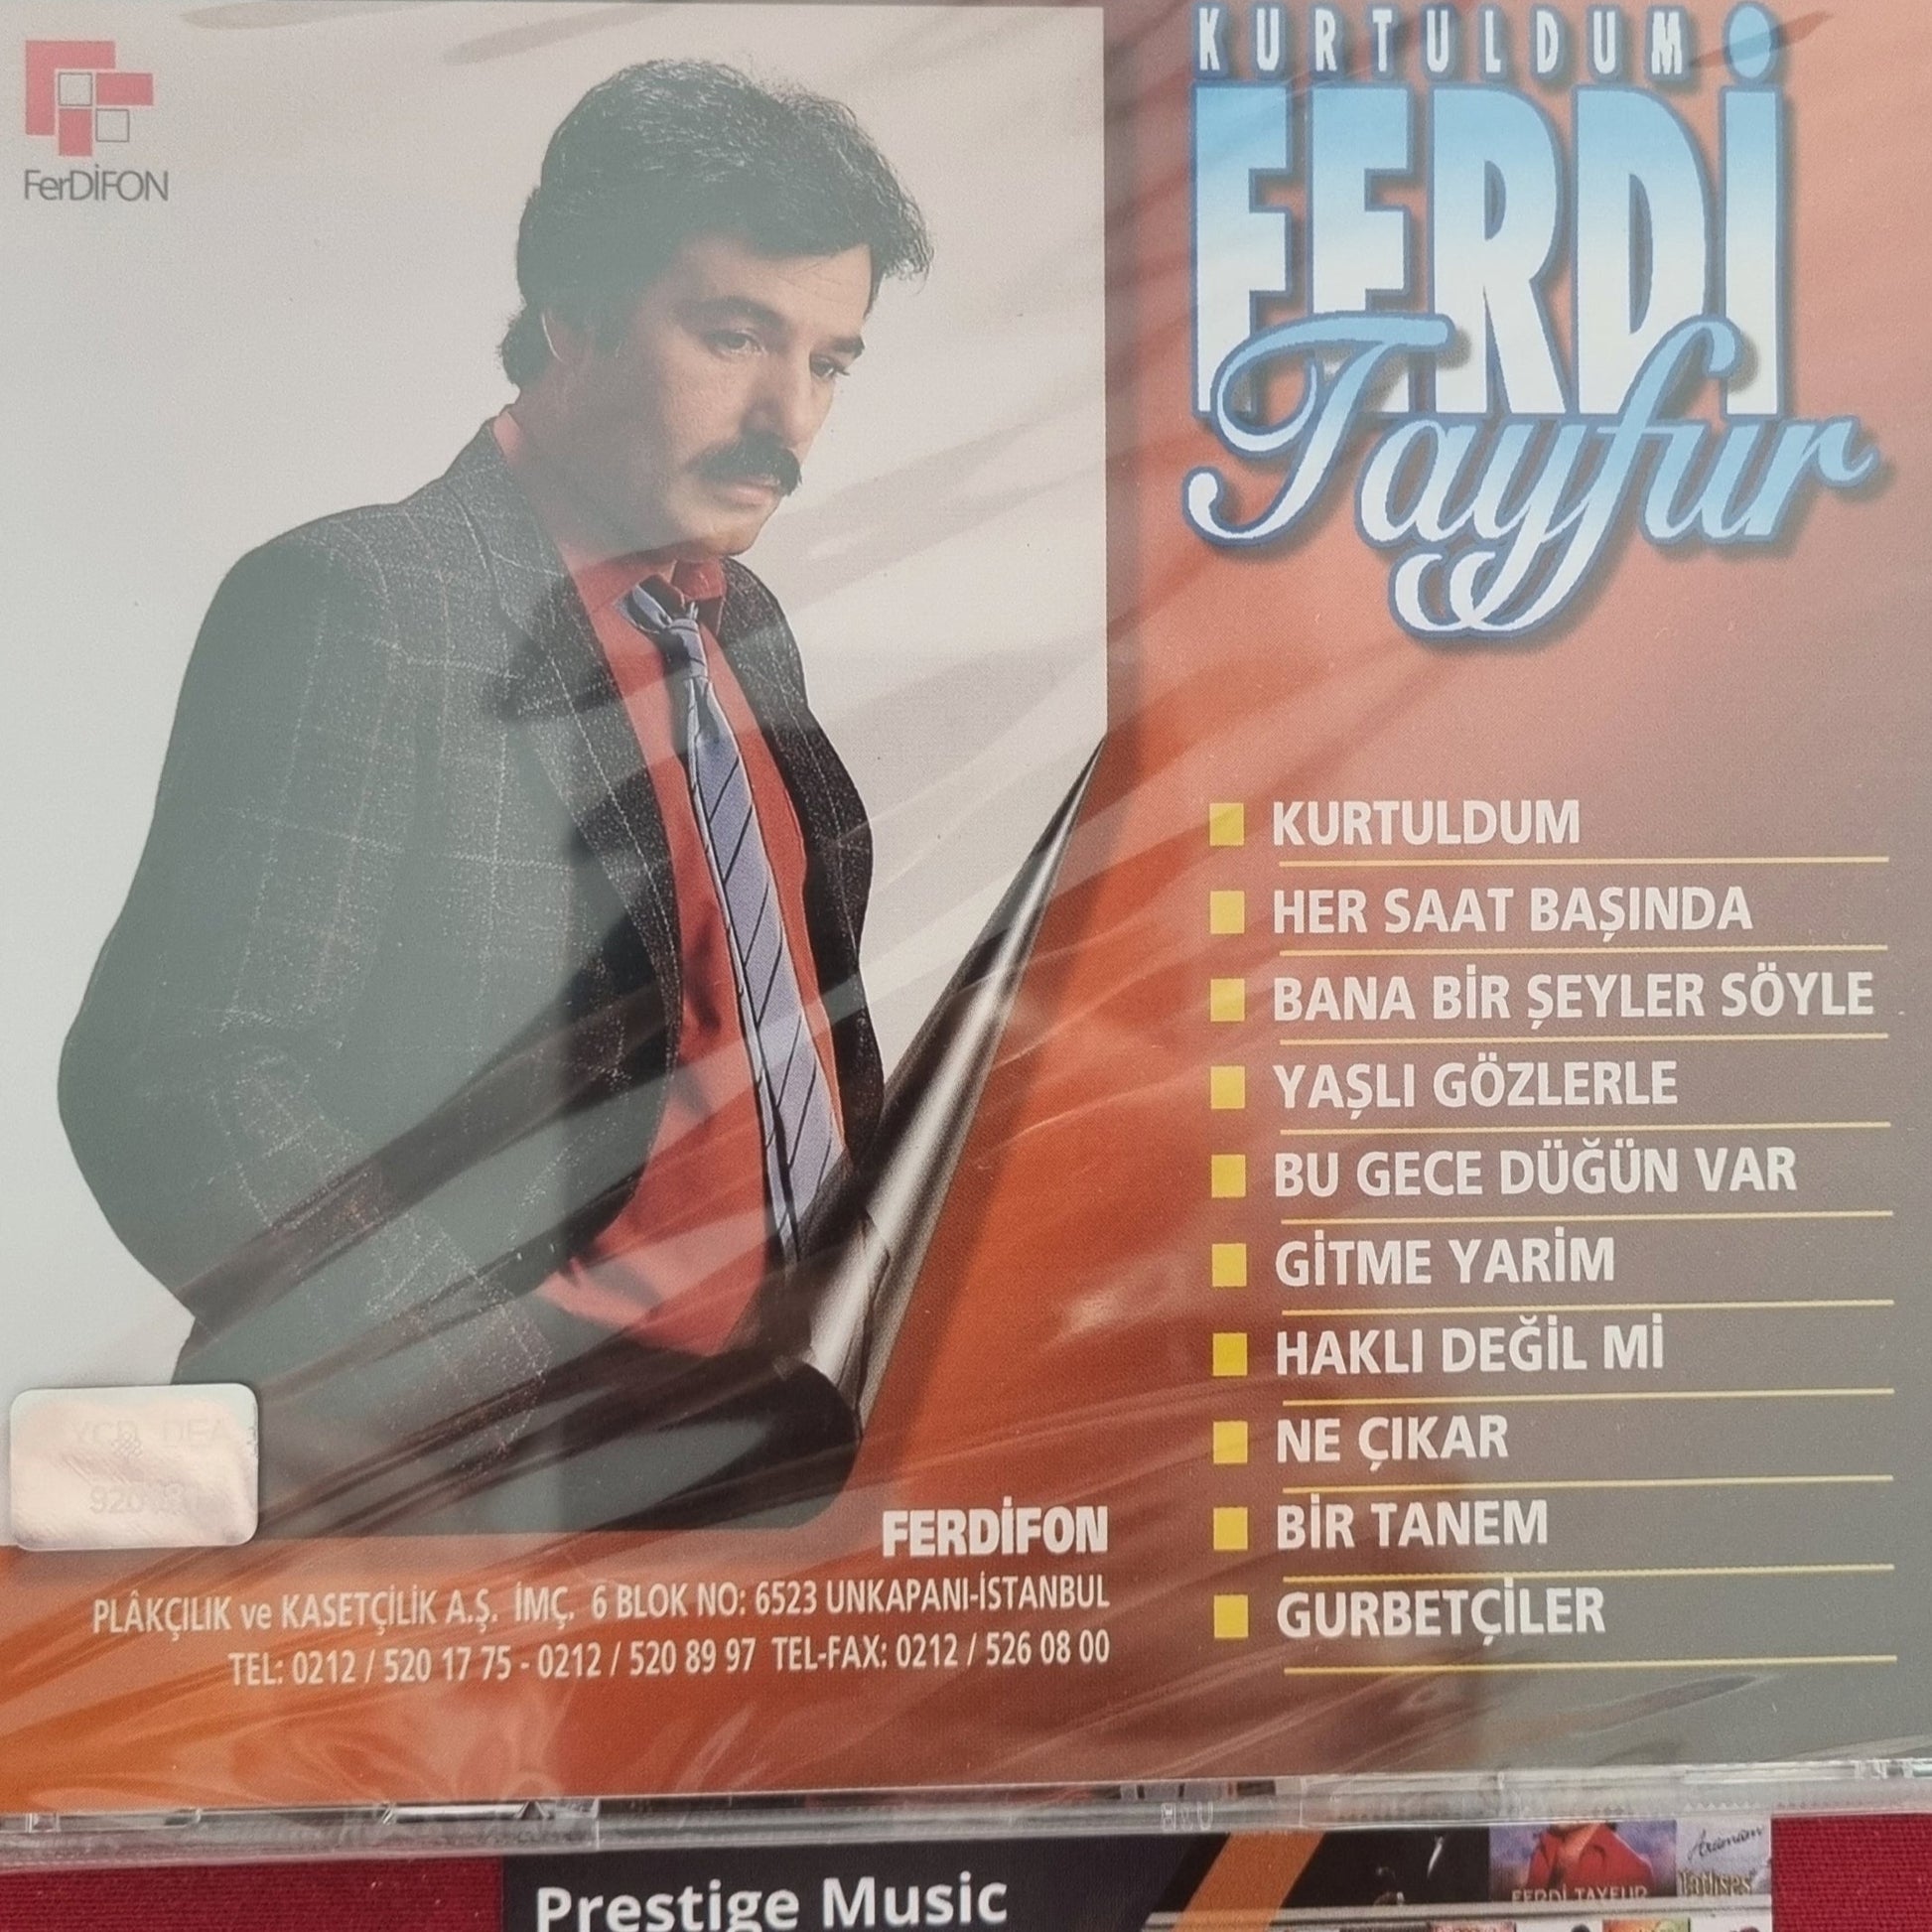 FerDİFON
KURTULDUM
FERDİ
Tayfur
KURTULDUM
HER SAAT BAŞINDA
BANA BİR ŞEYLER SÖYLE
YAŞLI GÖZLERLE
BU GECE DÜĞÜN VAR
GİTME YARİM
HAKLI DEĞİL Mİ
NE ÇIKAR
BİR TANEM
GURBETÇİLER
FERDİFON
PLÂKÇILIK ve KASETÇİLİK A.Ş. İMÇ. 6 BLOK NO: 6523 UNKAPANI-İSTANBUL
TEL: 0212 / 520 17 75 - 0212 / 520 89 97 TEL-FAX: 0212 / 526 08 00
Prestige Music
FERDİ TAYFUR